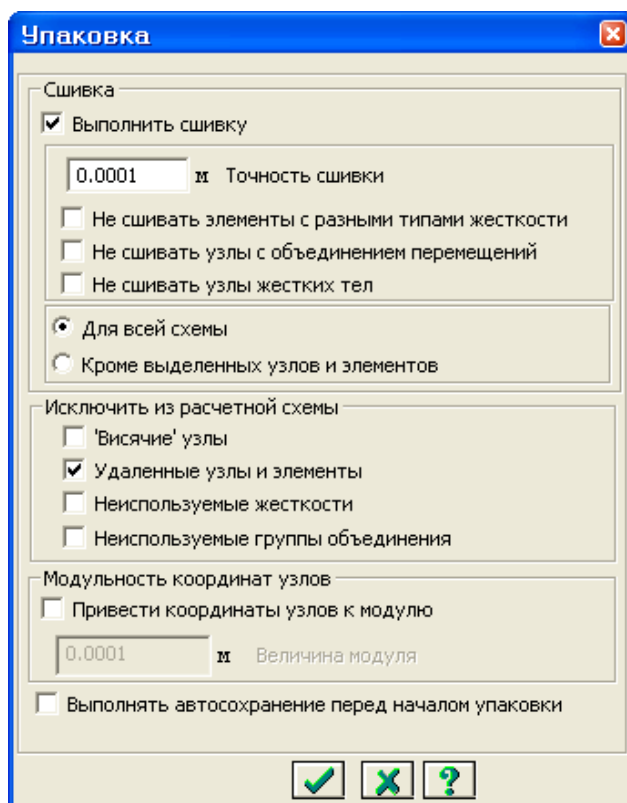 Упаковка
Сшивка
Выполнить сшивку
0.0001 м Точность сшивки
Не сшивать элементы с разными типами жесткости
Не сшивать узлы с объединением перемещений
Не сшивать узлы жестких тел
Для всей схемы
Кроме выделенных узлов и элементов
Исключить из расчетной схемы
'Висячие' узлы
Удаленные узлы и элементы
Неиспользуемые жесткости
Неиспользуемые группы объединения
Модульность координат узлов
Привести координаты узлов к модулю
0.0001 м Величина модуля
Выполнять автосохранение перед началом упаковки
?